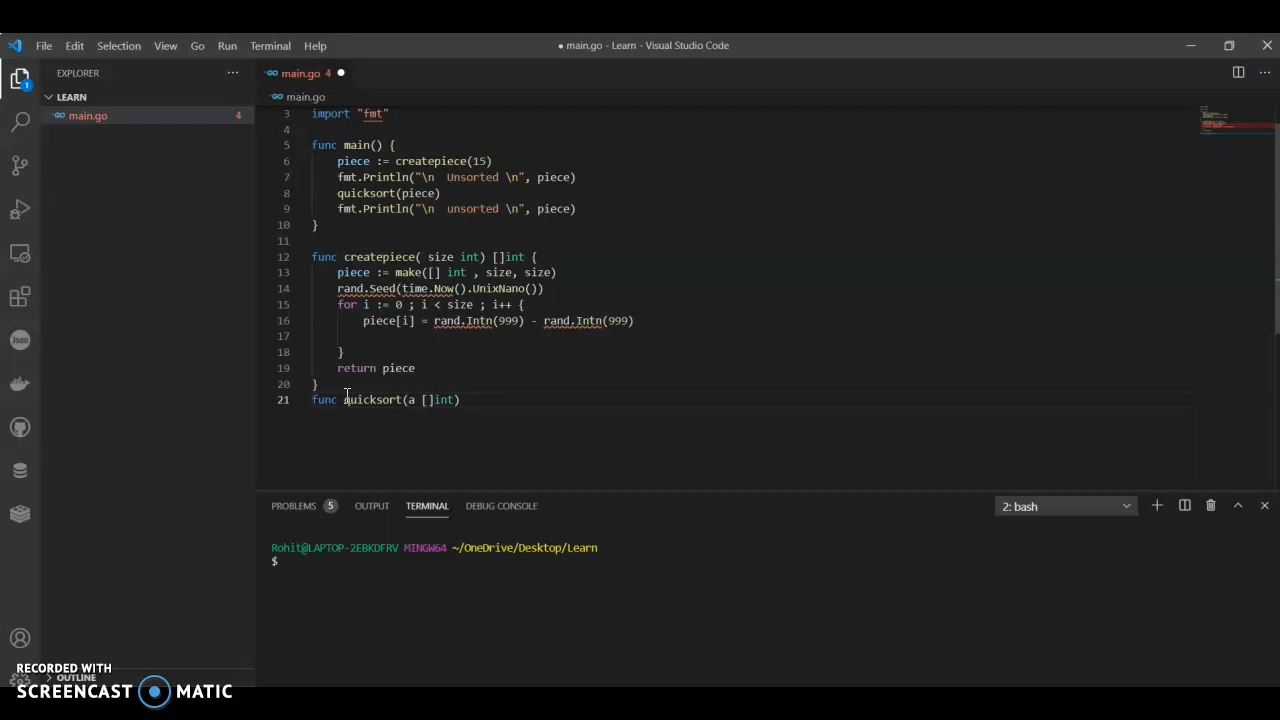 File Edit Selection View Go Run Terminal Help
● main.go - Learn - Visual Studio Code
EXPLORER ···
main.go 4
LEARN
main.go
main.go 4
1
3 import "fmt"
4
5 func main() {
6 piece := createpiece(15)
7 fmt.Println("\n Unsorted \n", piece)
8 quicksort(piece)
9 fmt.Println("\n unsorted \n", piece)
10 }
11
12 func createpiece( size int) []int {
13 piece := make([] int , size, size)
14 rand.Seed(time.Now().UnixNano())
15 for i := 0 ; i < size ; i++ {
16 piece[i] = rand.Intn(999) - rand.Intn(999)
17
18 }
19 return piece
20 }
21 func quicksort(a []int)
PROBLEMS 5 OUTPUT TERMINAL DEBUG CONSOLE 2: bash
Rohit@LAPTOP-2EBKDFRV MINGW64 ~/OneDrive/Desktop/Learn
$
json
OUTLINE
RECORDED WITH
SCREENCAST MATIC